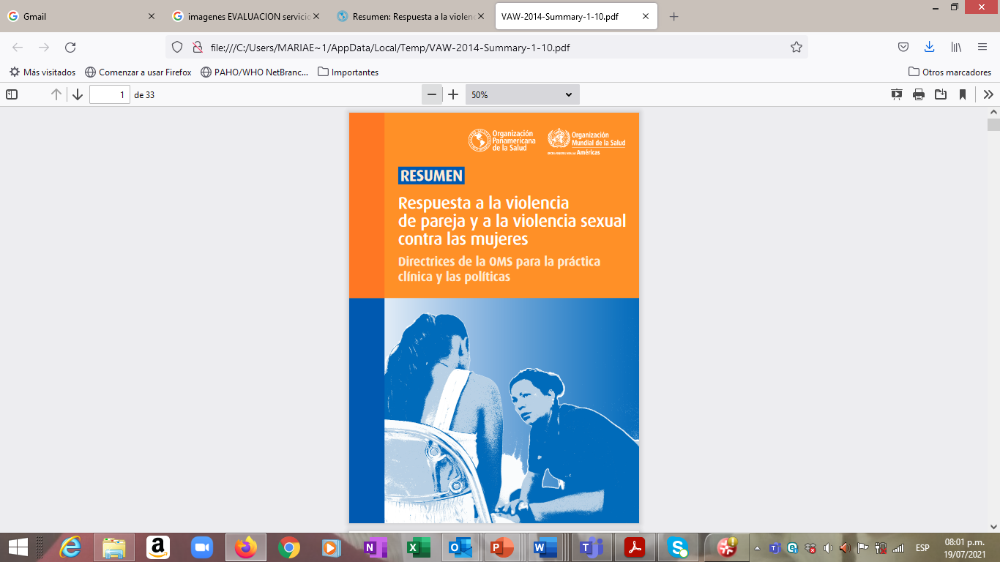 Gmail
imagenes EVALUACION servicio
Resumen: Respuesta a la violen
VAW-2014-Summary-1-10.pdf
file:///C:/Users/MARIAE~1/AppData/Local/Temp/VAW-2014-Summary-1-10.pdf
Más visitados
Comenzar a usar Firefox
PAHO/WHO NetBranc...
Importantes
Otros marcadores
1 de 33
50%
Organización
Panamericana
de la Salud
Organización
Mundial de la Salud
Américas
RESUMEN
Respuesta a la violencia
de pareja y a la violencia sexual
contra las mujeres
Directrices de la OMS para la práctica
clínica y las políticas
ESP
08:01 p.m.
19/07/2021